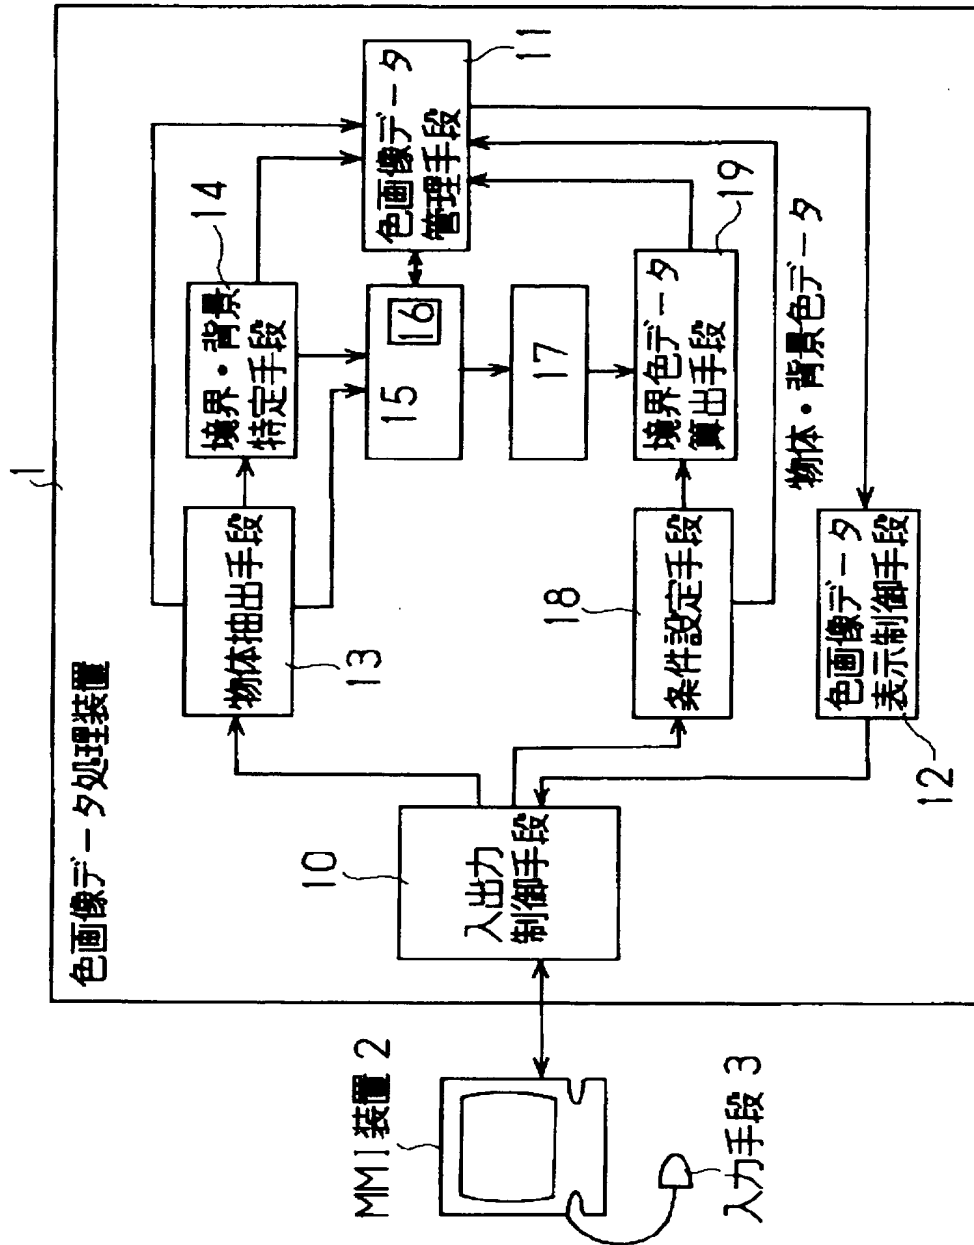 1
色画像データ処理装置
MMI装置 2
入力手段 3
10
入出力
制御手段
物体抽出手段
13
境界・背景
特定手段
14
色画像データ
管理手段
11
15
16
17
条件設定手段
18
境界色データ
算出手段
19
物体・背景色データ
色画像データ
表示制御手段
12